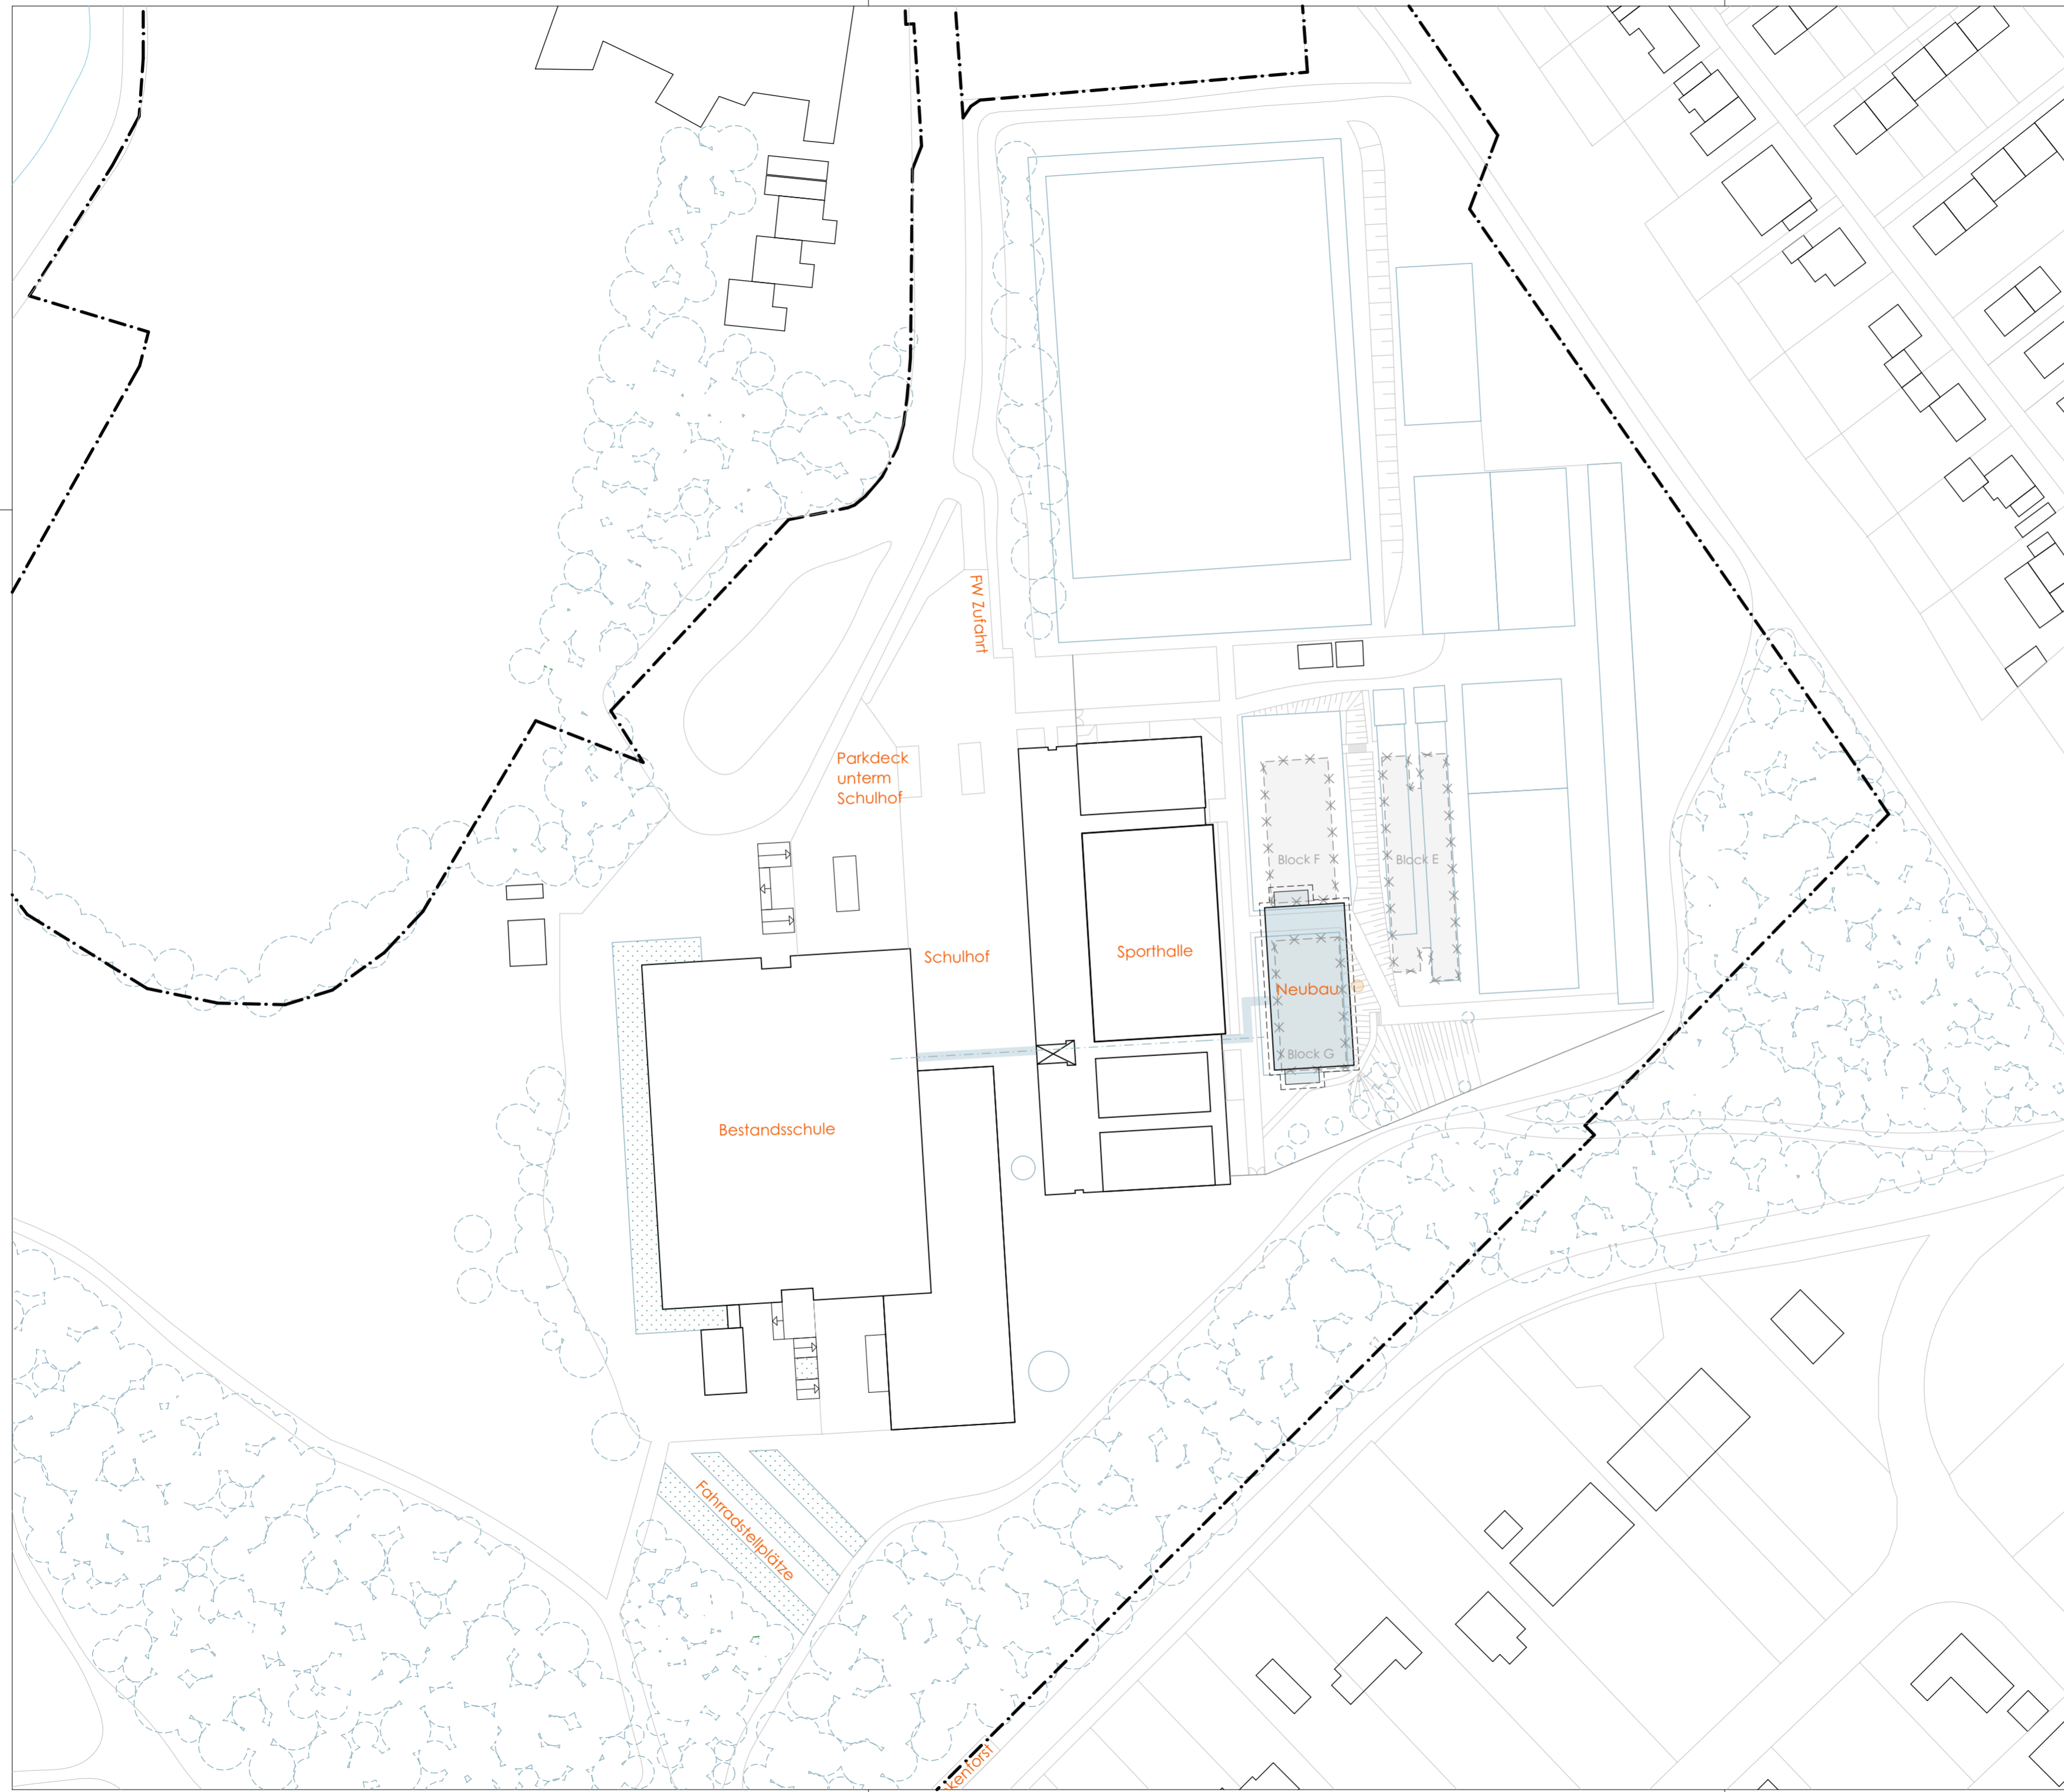 FW Zufahrt
Parkdeck
unterm
Schulhof
Block F
Block E
Schulhof
Sporthalle
Neubau
Block G
Bestandsschule
Fahrradstellplätze